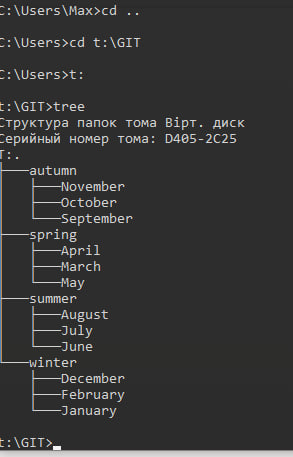 C:\Users\Max>cd ..
C:\Users>cd t:\GIT
C:\Users>t:
t:\GIT>tree
Структура папок тома Вірт. диск
Серийный номер тома: D405-2C25
T:.
├───autumn
│   ├───November
│   ├───October
│   └───September
├───spring
│   ├───April
│   ├───March
│   └───May
├───summer
│   ├───August
│   ├───July
│   └───June
└───winter
    ├───December
    ├───February
    └───January
t:\GIT>